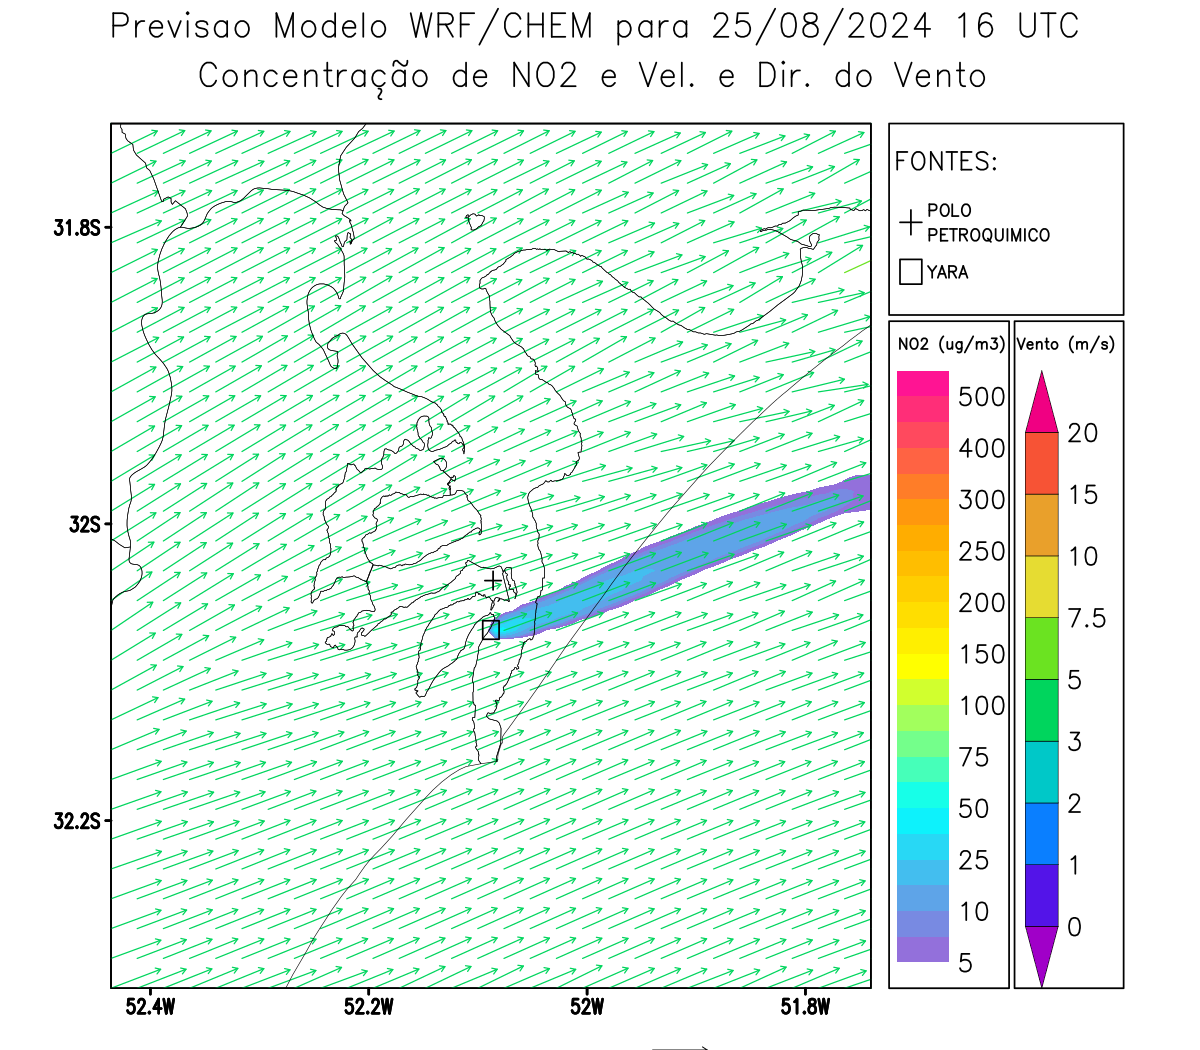 Previsao Modelo WRF/CHEM para 25/08/2024 16 UTC
Concentração de NO2 e Vel. e Dir. do Vento
FONTES:
POLO
PETROQUIMICO
YARA
31.8S
32S
32.2S
52.4W
52.2W
52W
51.8W
NO2 (ug/m3)
500
400
300
250
200
150
100
75
50
25
10
5
Vento (m/s)
20
15
10
7.5
5
3
2
1
0